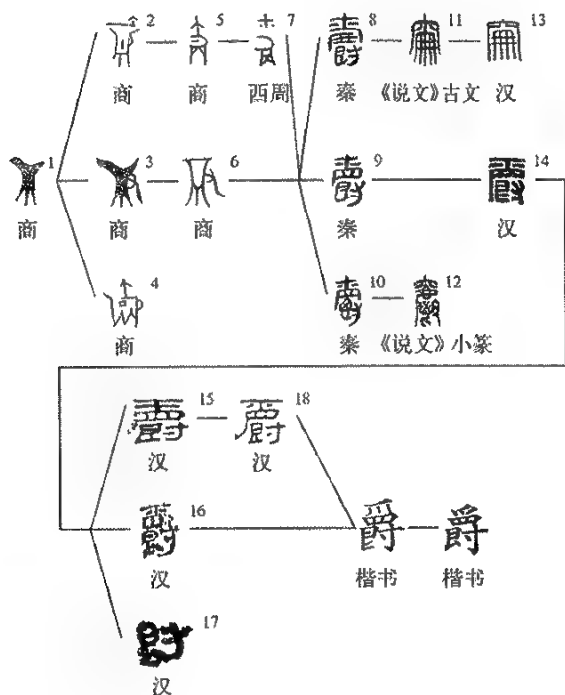 2 5 7 8 11 13
商 商 西周 秦 《说文》古文 汉
1 3 6 9 14
商 商 商 秦 汉
4 10 12
商 秦 《说文》小篆
15 18
汉 汉
16 爵 爵
汉 楷书 楷书
17
汉